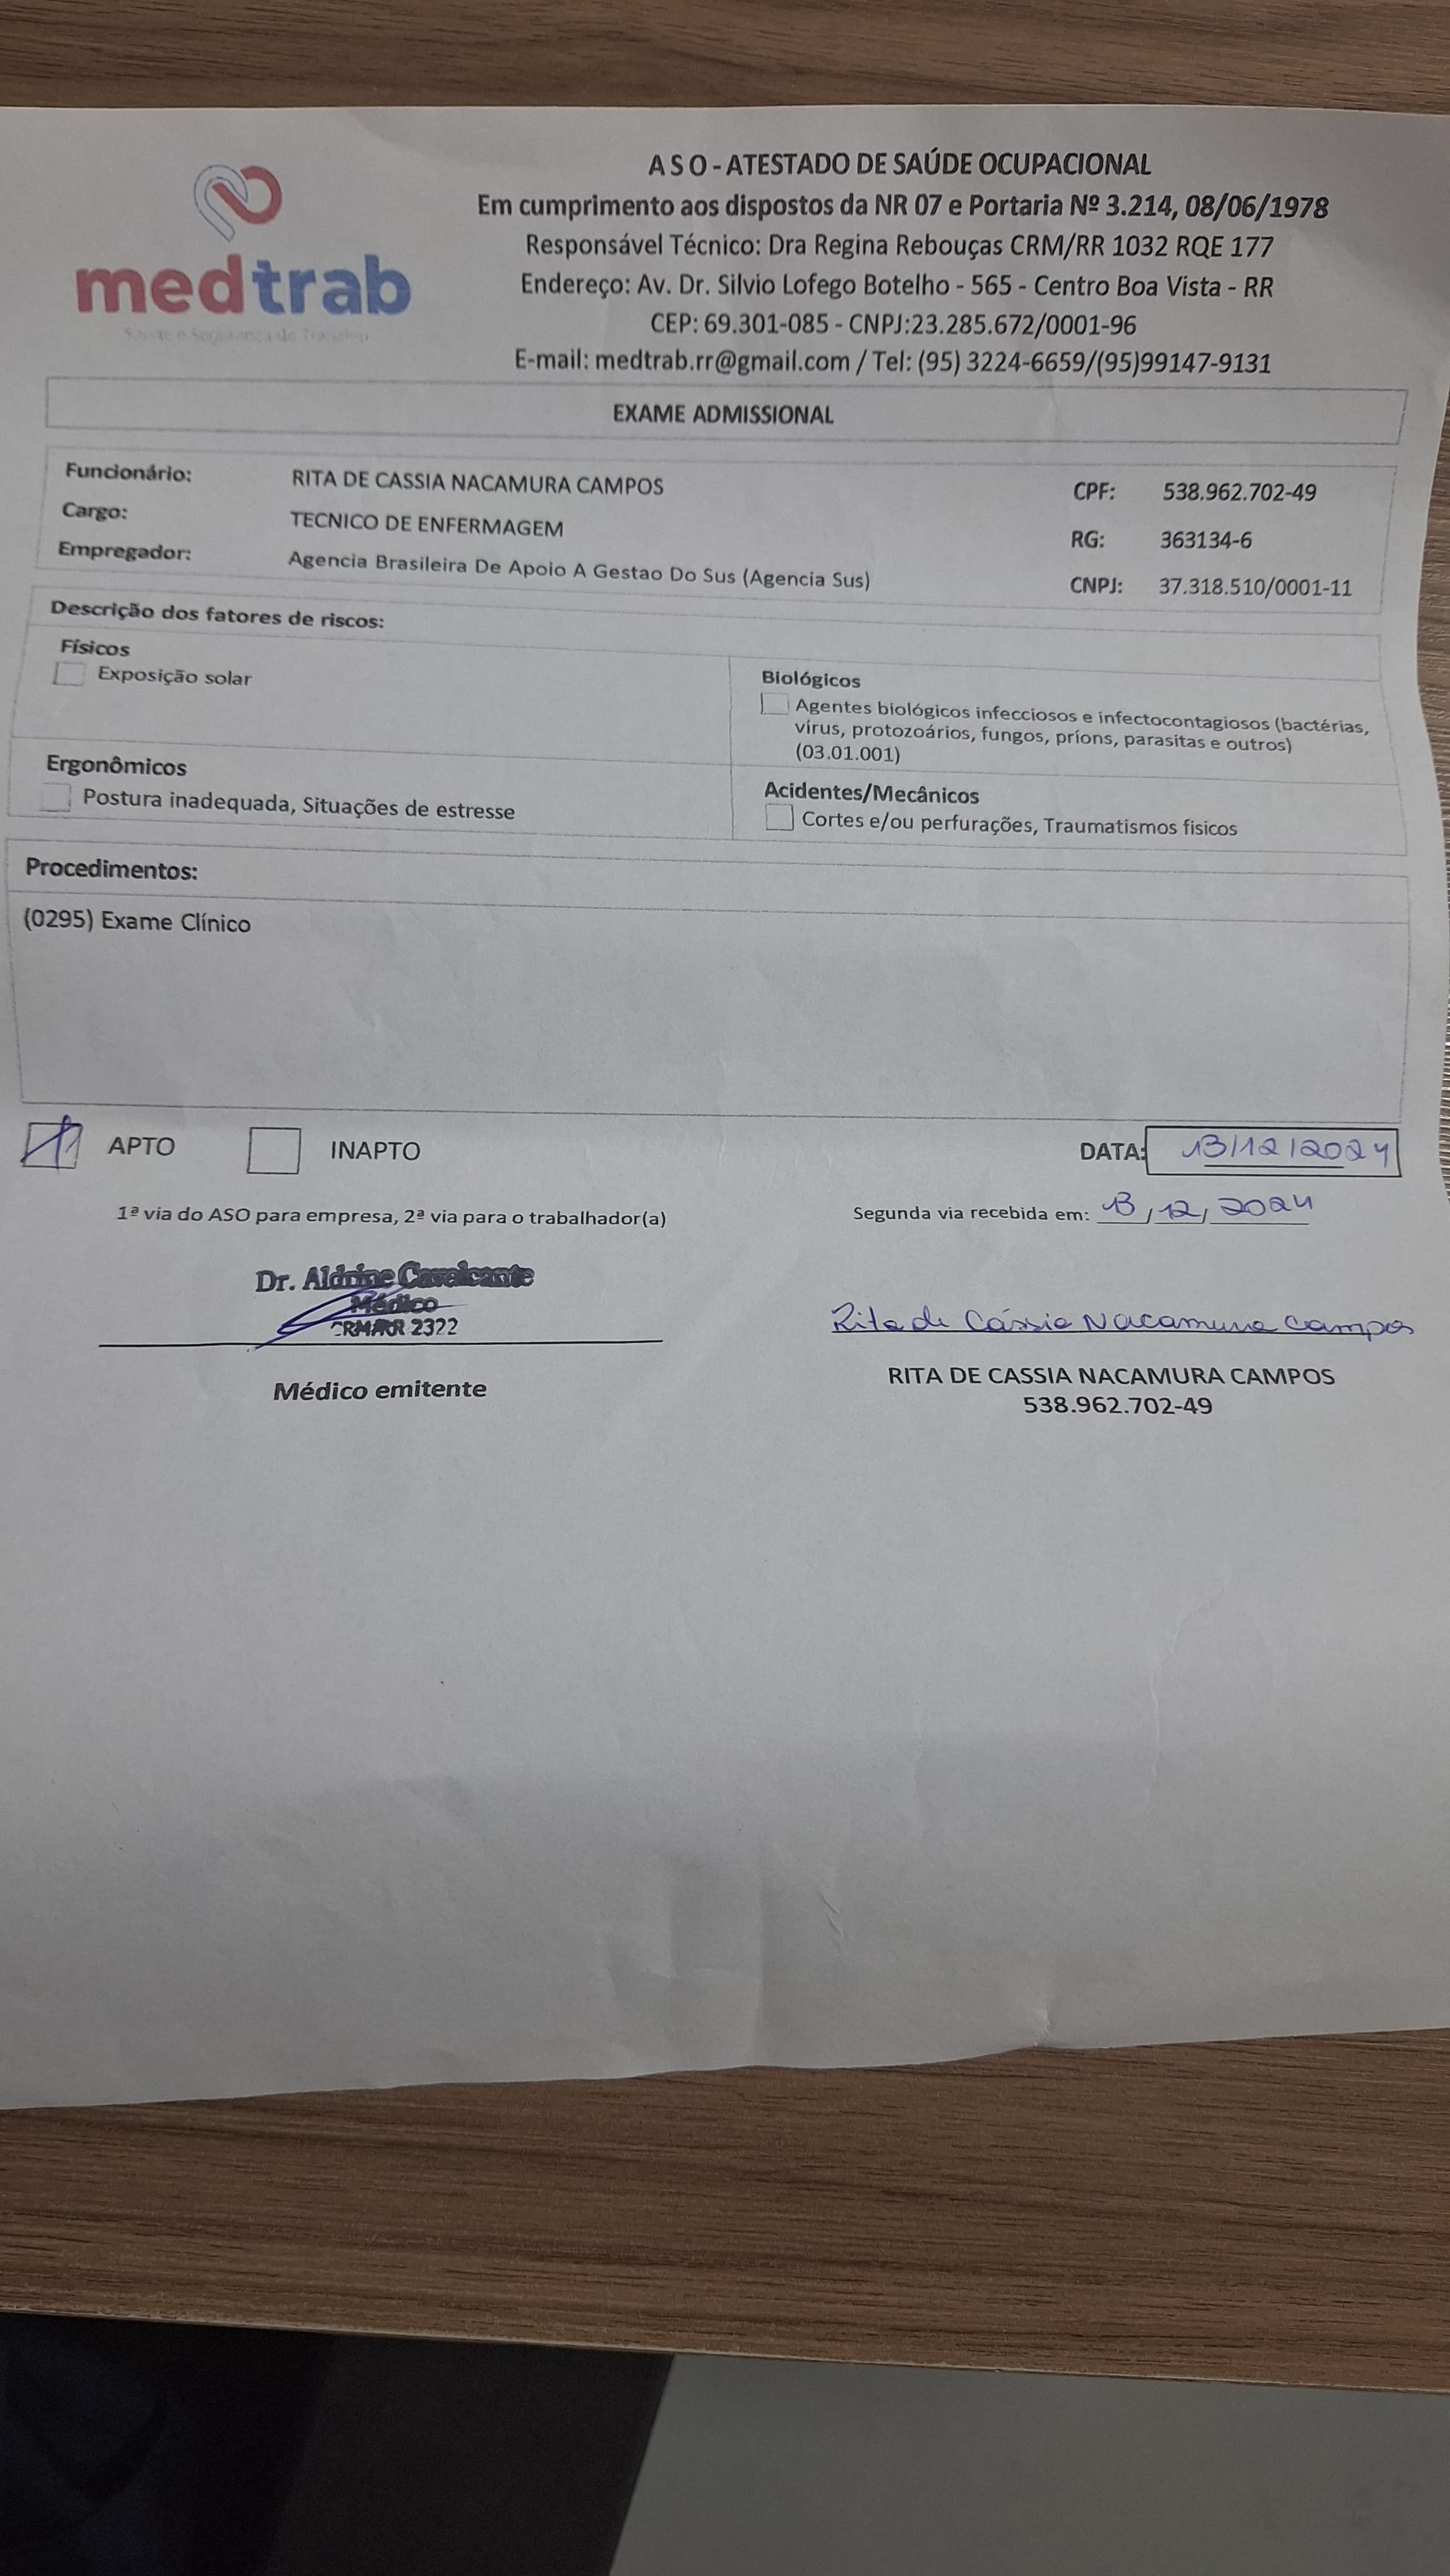 medtrab
Saúde e Segurança do Trabalho
A S O - ATESTADO DE SAÚDE OCUPACIONAL
Em cumprimento aos dispostos da NR 07 e Portaria Nº 3.214, 08/06/1978
Responsável Técnico: Dra Regina Rebouças CRM/RR 1032 RQE 177
Endereço: Av. Dr. Silvio Lofego Botelho - 565 - Centro Boa Vista - RR
CEP: 69.301-085 - CNPJ:23.285.672/0001-96
E-mail: medtrab.rr@gmail.com / Tel: (95) 3224-6659/(95)99147-9131
EXAME ADMISSIONAL
Funcionário: RITA DE CASSIA NACAMURA CAMPOS CPF: 538.962.702-49
Cargo: TECNICO DE ENFERMAGEM RG: 363134-6
Empregador: Agencia Brasileira De Apoio A Gestao Do Sus (Agencia Sus) CNPJ: 37.318.510/0001-11
Descrição dos fatores de riscos:
Físicos
Exposição solar
Biológicos
Agentes biológicos infecciosos e infectocontagiosos (bactérias,
vírus, protozoários, fungos, príons, parasitas e outros)
(03.01.001)
Ergonômicos
Postura inadequada, Situações de estresse
Acidentes/Mecânicos
Cortes e/ou perfurações, Traumatismos fisicos
Procedimentos:
(0295) Exame Clínico
APTO INAPTO DATA: 13/12/2024
1ª via do ASO para empresa, 2ª via para o trabalhador(a) Segunda via recebida em: 13/12/2024
Dr. Aldrine Cavalcante
Médico
CRM/RR 2322
Rita de Cássia Nacamura Campos
Médico emitente
RITA DE CASSIA NACAMURA CAMPOS
538.962.702-49